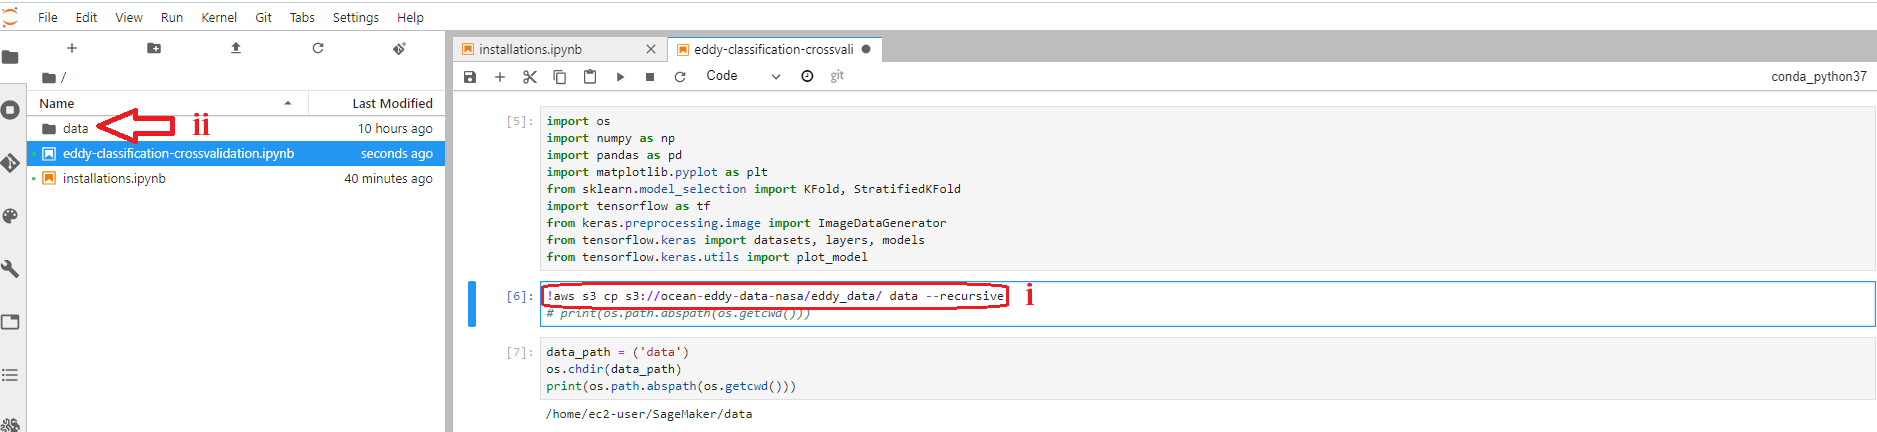 File Edit View Run Kernel Git Tabs Settings Help
/
Name Last Modified
data 10 hours ago
ii
eddy-classification-crossvalidation.ipynb seconds ago
installations.ipynb 40 minutes ago
installations.ipynb eddy-classification-crossvali
Code git conda_python37
[5]: import os
import numpy as np
import pandas as pd
import matplotlib.pyplot as plt
from sklearn.model_selection import KFold, StratifiedKFold
import tensorflow as tf
from keras.preprocessing.image import ImageDataGenerator
from tensorflow.keras import datasets, layers, models
from tensorflow.keras.utils import plot_model
[6]: !aws s3 cp s3://ocean-eddy-data-nasa/eddy_data/ data --recursive i
# print(os.path.abspath(os.getcwd()))
[7]: data_path = ('data')
os.chdir(data_path)
print(os.path.abspath(os.getcwd()))
/home/ec2-user/SageMaker/data